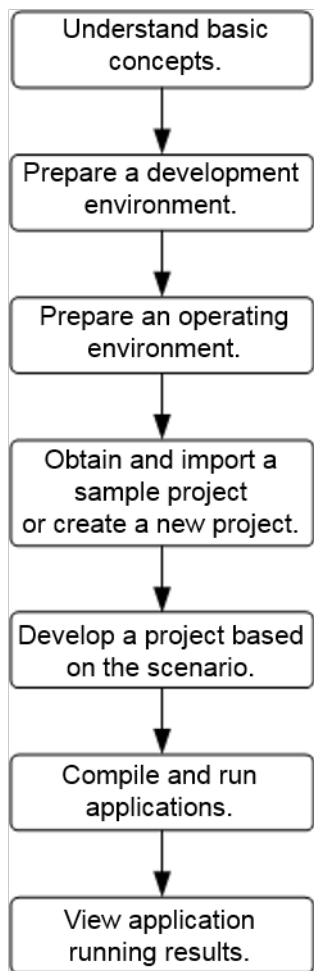 Understand basic
concepts.
Prepare a development
environment.
Prepare an operating
environment.
Obtain and import a
sample project
or create a new project.
Develop a project based
on the scenario.
Compile and run
applications.
View application
running results.